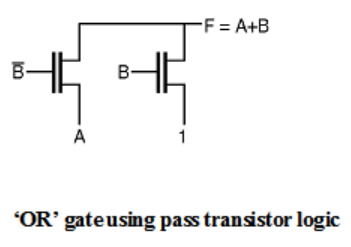 F = A+B
B̅ B
A 1
‘OR’ gate using pass transistor logic